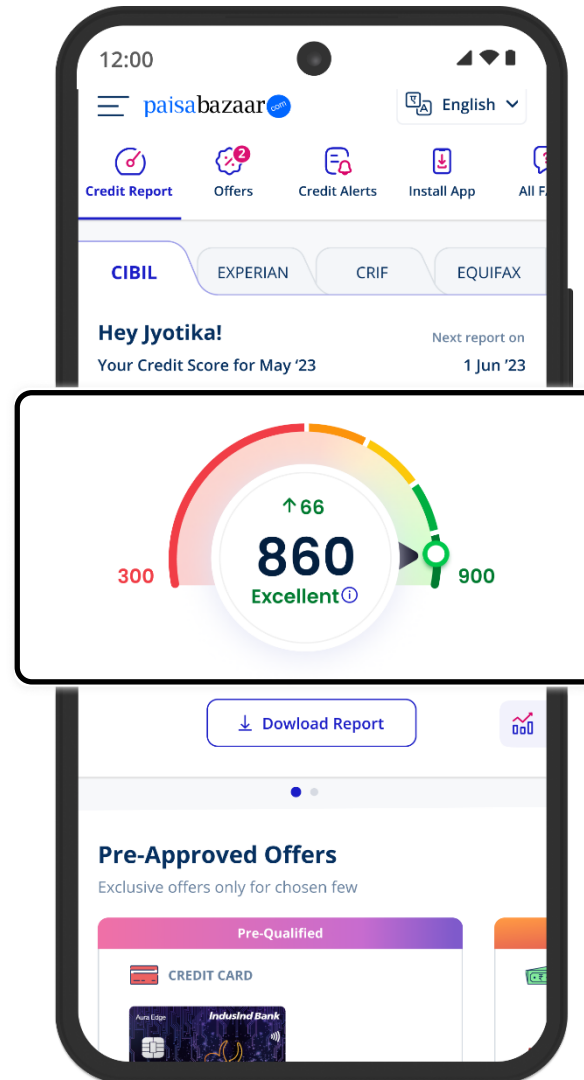 12:00
paisabazaar.com
English
2
Credit Report
Offers
Credit Alerts
Install App
All F
CIBIL
EXPERIAN
CRIF
EQUIFAX
Hey Jyotika!
Next report on
Your Credit Score for May ‘23
1 Jun ’23
↑66
860
Excellent
300
900
Dowload Report
Pre-Approved Offers
Exclusive offers only for chosen few
Pre-Qualified
CREDIT CARD
Aura Edge
IndusInd Bank